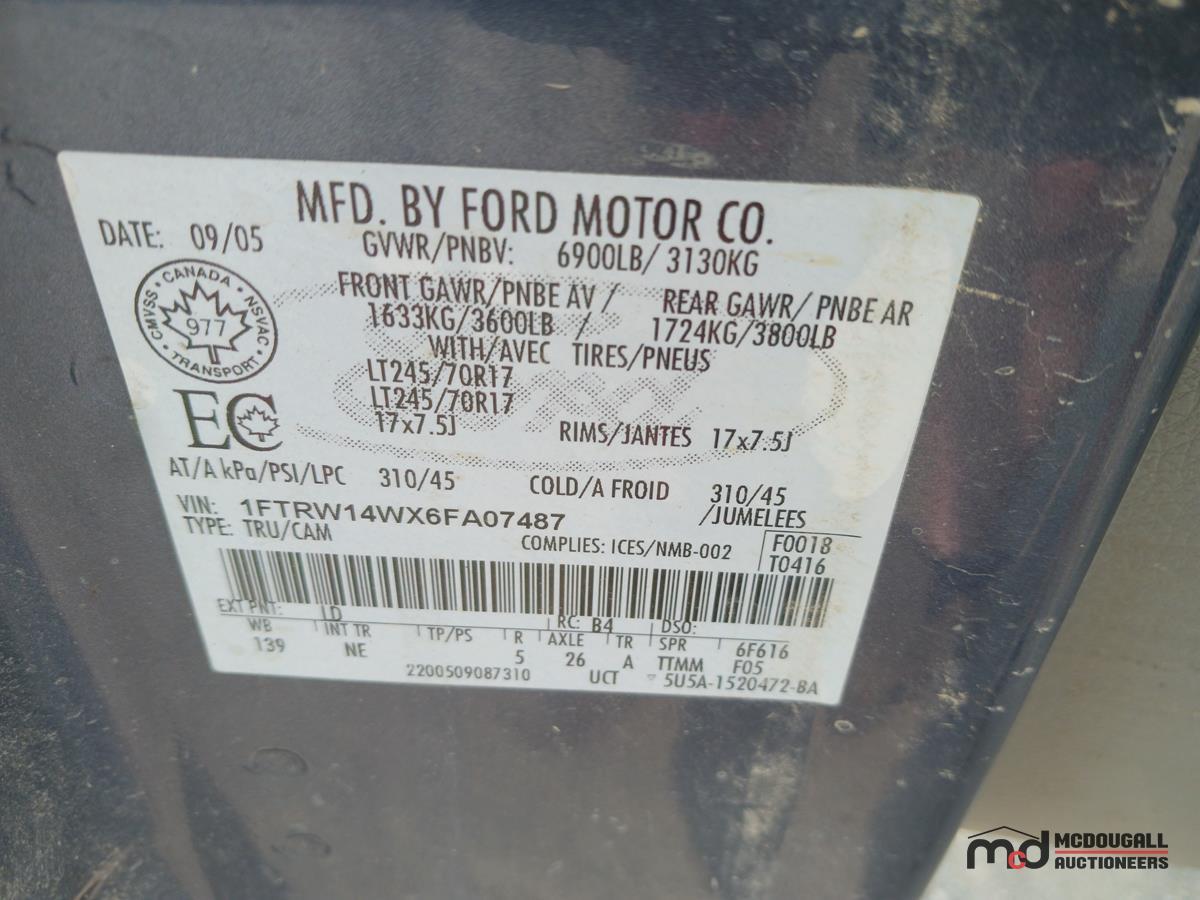 MFD. BY FORD MOTOR CO.
DATE: 09/05
GVWR/PNBV: 6900LB/ 3130KG
FRONT GAWR/PNBE AV / REAR GAWR/ PNBE AR
1633KG/3600LB / 1724KG/3800LB
WITH/AVEC TIRES/PNEUS
LT245/70R17
LT245/70R17
17x7.5J RIMS/JANTES 17x7.5J
CANADA
CMVSS NSVAC
977
TRANSPORT
EC
AT/A kPa/PSI/LPC 310/45 COLD/A FROID 310/45
/JUMELEES
VIN: 1FTRW14WX6FA07487
TYPE: TRU/CAM
COMPLIES: ICES/NMB-002
F0018
T0416
EXT PNT: LD RC: B4 DSO:
WB INT TR TP/PS R AXLE TR SPR 6F616
139 NE 5 26 A TTMM F05
2200509087310 UCT 5U5A-1520472-BA
mcd MCDOUGALL
AUCTIONEERS